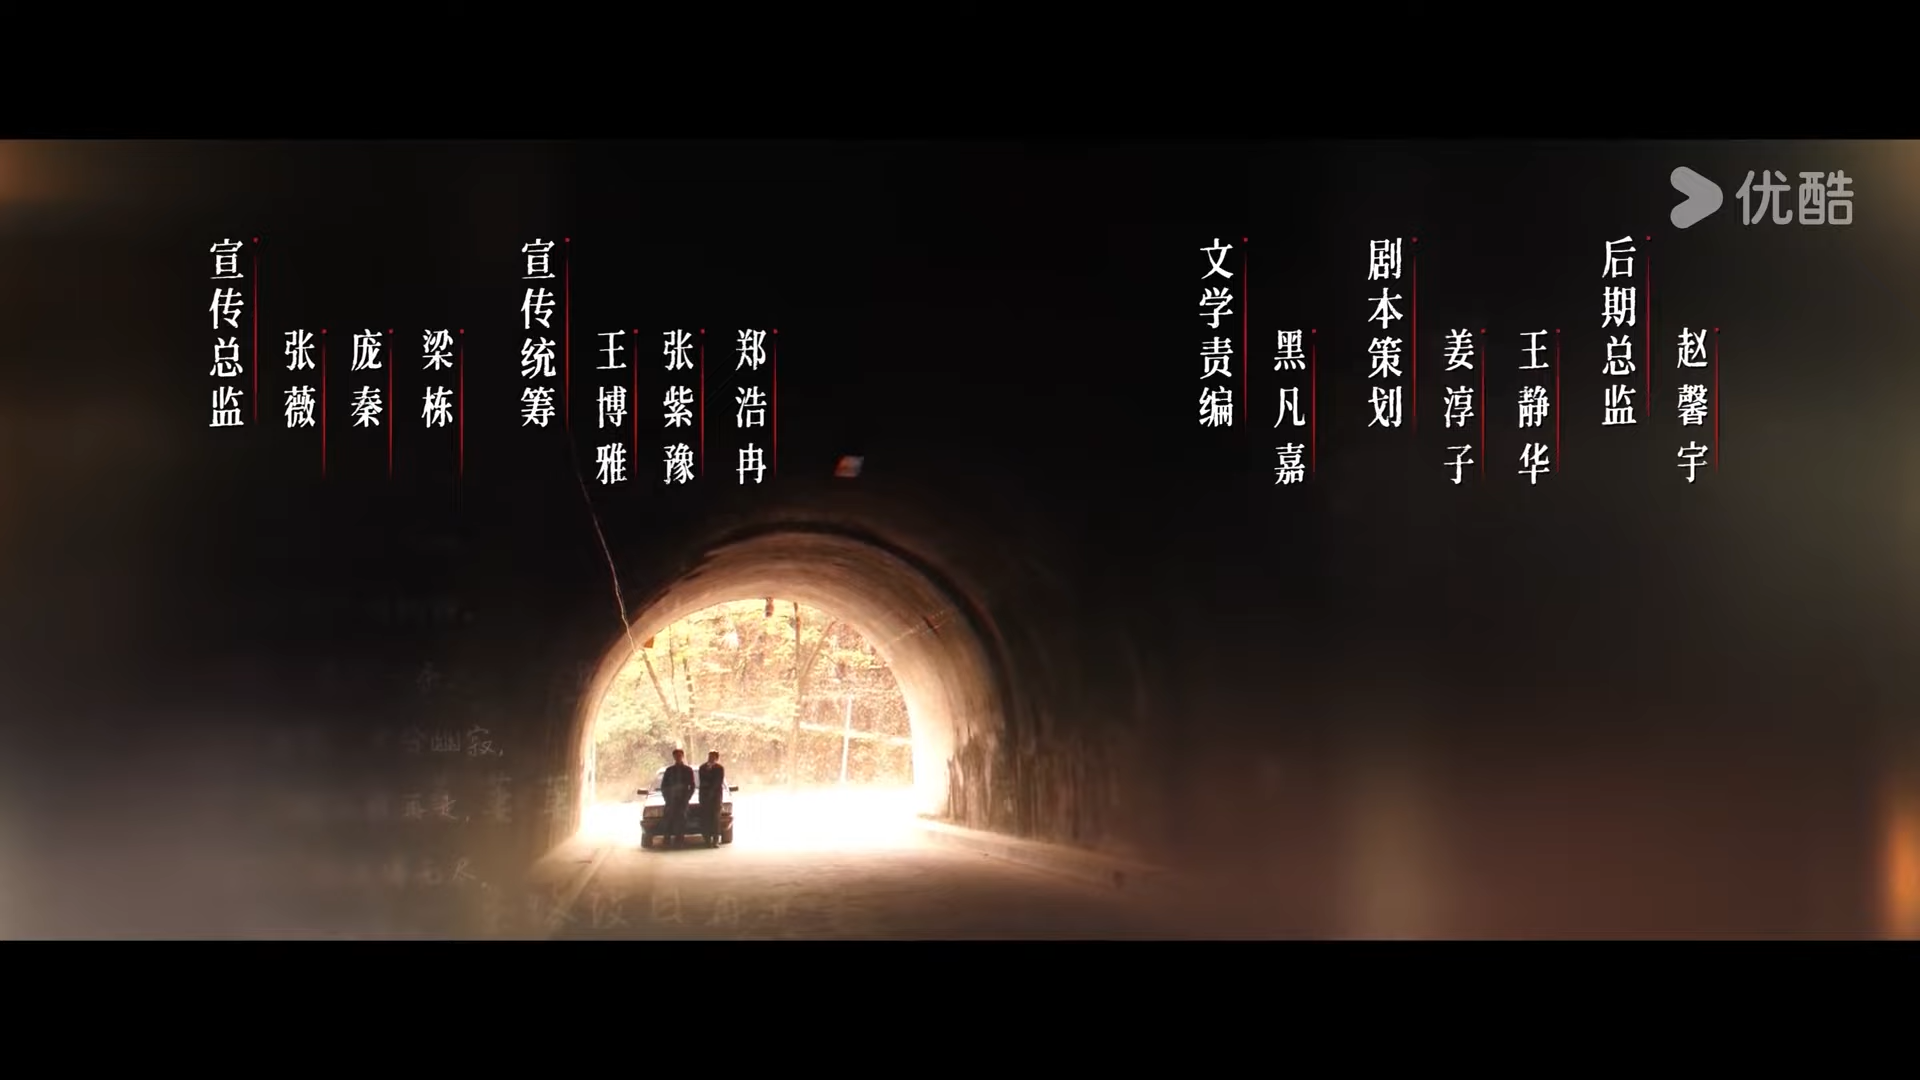 优酷
宣传总监
张薇
庞秦
梁栋
宣传统筹
王博雅
张紫豫
郑浩冉
文学责编
黑凡嘉
剧本策划
姜淳子
王静华
后期总监
赵馨宇